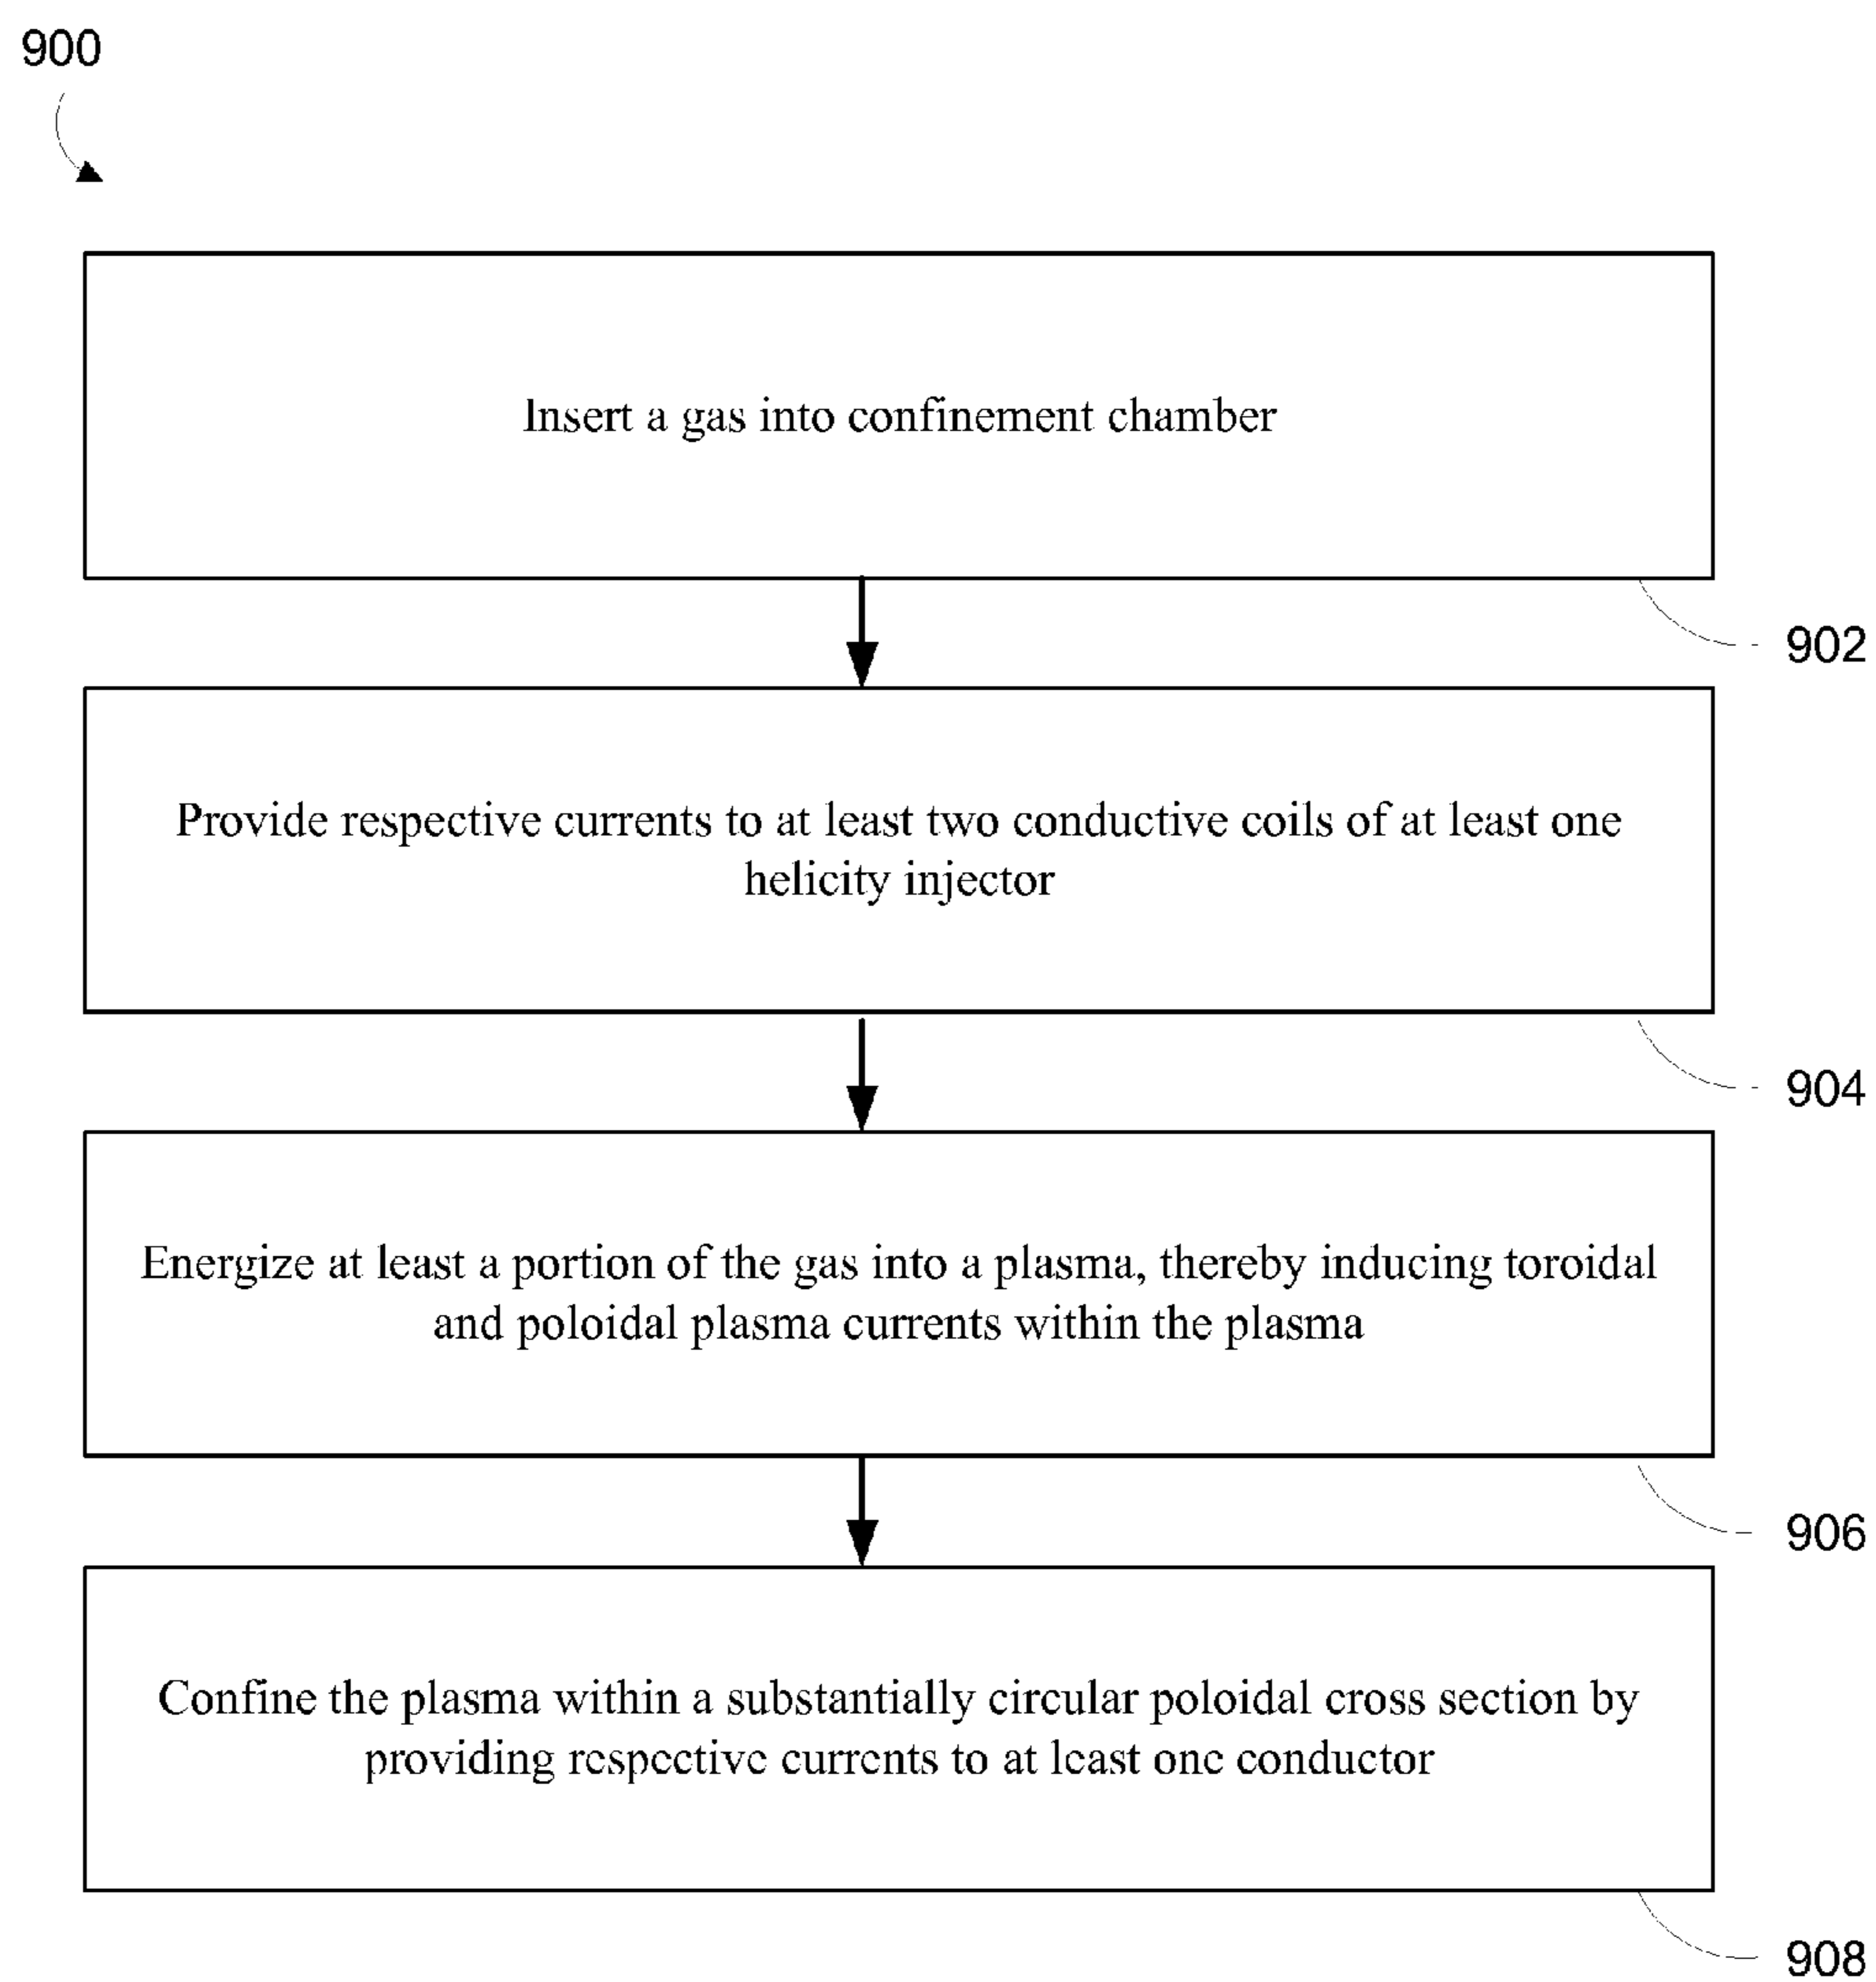 900
Insert a gas into confinement chamber
902
Provide respective currents to at least two conductive coils of at least one
helicity injector
904
Energize at least a portion of the gas into a plasma, thereby inducing toroidal
and poloidal plasma currents within the plasma
906
Confine the plasma within a substantially circular poloidal cross section by
providing respective currents to at least one conductor
908